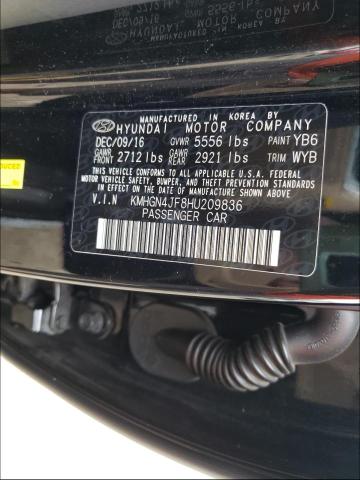 MANUFACTURED IN KOREA BY
HYUNDAI MOTOR COMPANY
DEC/09/16 GVWR 5556 lbs PAINT YB6
GAWR FRONT 2712 lbs GAWR REAR 2921 lbs TRIM WYB
THIS VEHICLE CONFORMS TO ALL APPLICABLE
FEDERAL MOTOR VEHICLE SAFETY, BUMPER, AND THEFT PREVENTION
STANDARDS IN EFFECT ON THE DATE OF MANUFACTURE SHOWN ABOVE.
V.I.N KMHGN4JF8HU209836
PASSENGER CAR